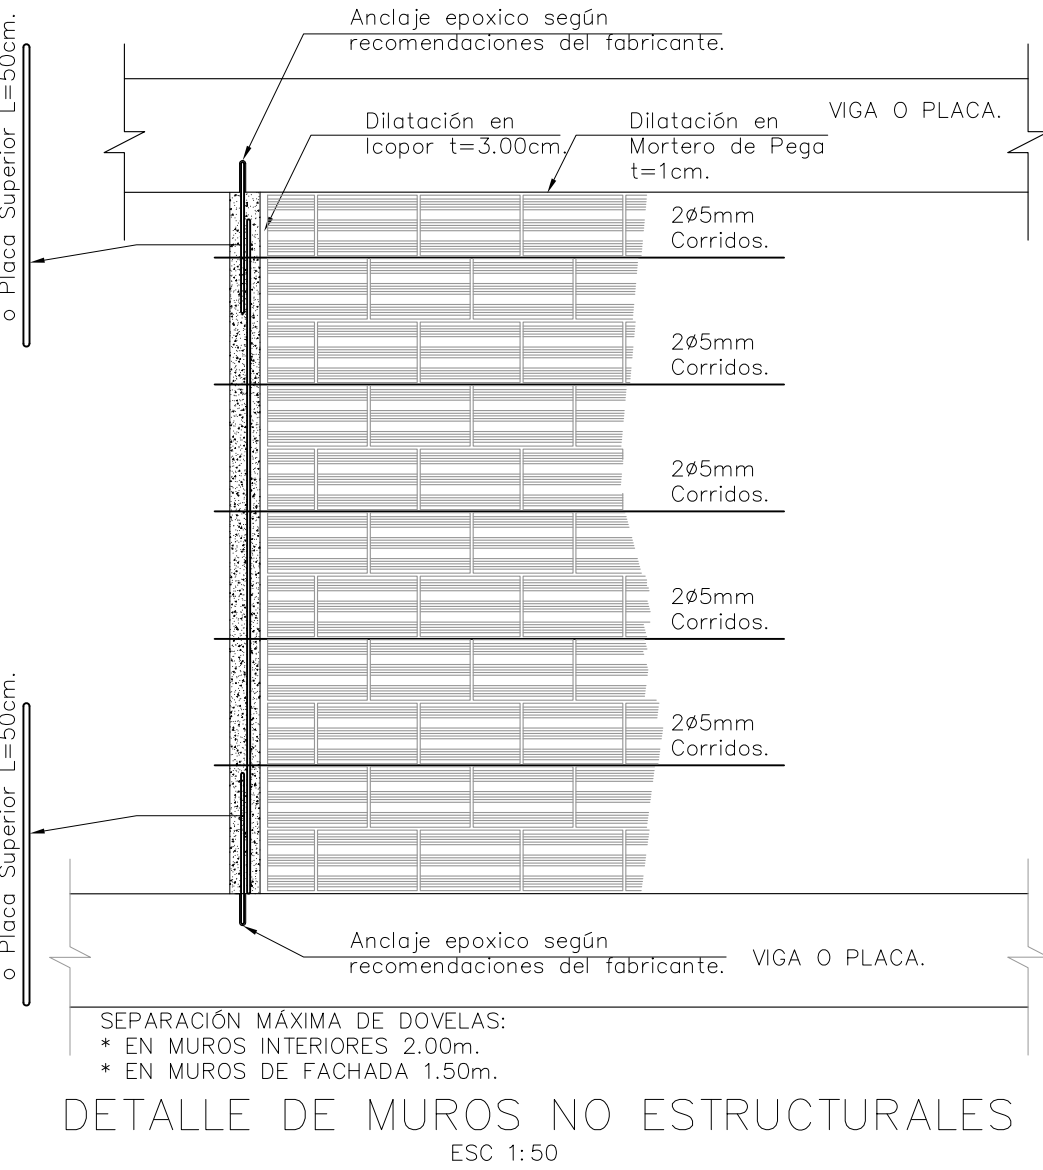 o Placa Superior L=50cm.
Anclaje epoxico según
recomendaciones del fabricante.
VIGA O PLACA.
Dilatación en
Icopor t=3.00cm.
Dilatación en
Mortero de Pega
t=1cm.
2ø5mm
Corridos.
2ø5mm
Corridos.
2ø5mm
Corridos.
2ø5mm
Corridos.
2ø5mm
Corridos.
o Placa Superior L=50cm.
Anclaje epoxico según
recomendaciones del fabricante.
VIGA O PLACA.
SEPARACIÓN MÁXIMA DE DOVELAS:
* EN MUROS INTERIORES 2.00m.
* EN MUROS DE FACHADA 1.50m.
DETALLE DE MUROS NO ESTRUCTURALES
ESC 1:50